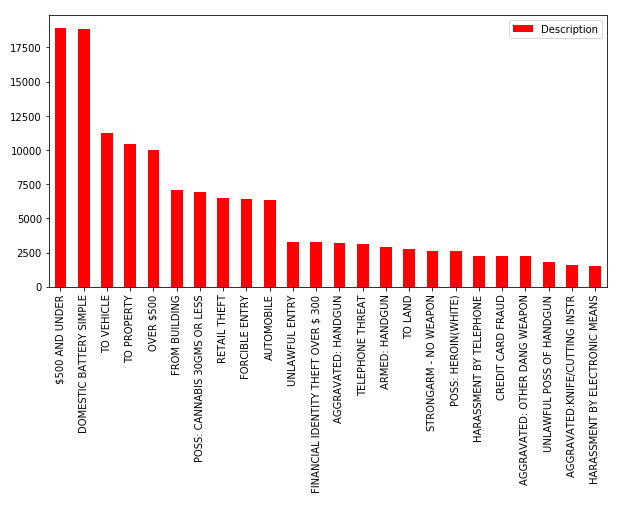 Description
17500
15000
12500
10000
7500
5000
2500
0
$500 AND UNDER
DOMESTIC BATTERY SIMPLE
TO VEHICLE
TO PROPERTY
OVER $500
FROM BUILDING
POSS: CANNABIS 30GMS OR LESS
RETAIL THEFT
FORCIBLE ENTRY
AUTOMOBILE
UNLAWFUL ENTRY
FINANCIAL IDENTITY THEFT OVER $ 300
AGGRAVATED: HANDGUN
TELEPHONE THREAT
ARMED: HANDGUN
TO LAND
STRONGARM - NO WEAPON
POSS: HEROIN(WHITE)
HARASSMENT BY TELEPHONE
CREDIT CARD FRAUD
AGGRAVATED: OTHER DANG WEAPON
UNLAWFUL POSS OF HANDGUN
AGGRAVATED:KNIFE/CUTTING INSTR
HARASSMENT BY ELECTRONIC MEANS